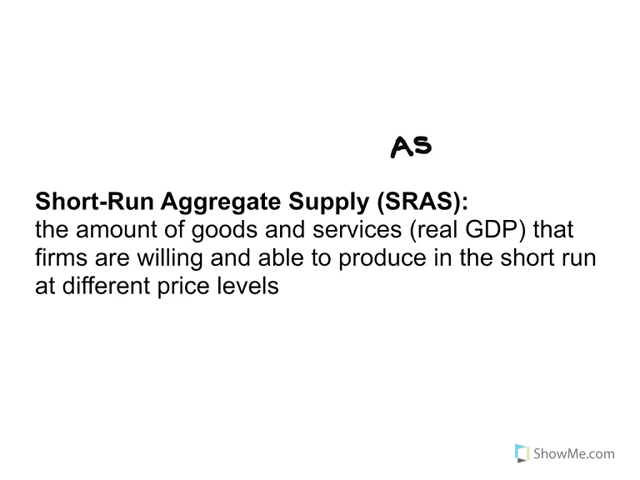 AS
Short-Run Aggregate Supply (SRAS):
the amount of goods and services (real GDP) that
firms are willing and able to produce in the short run
at different price levels
ShowMe.com